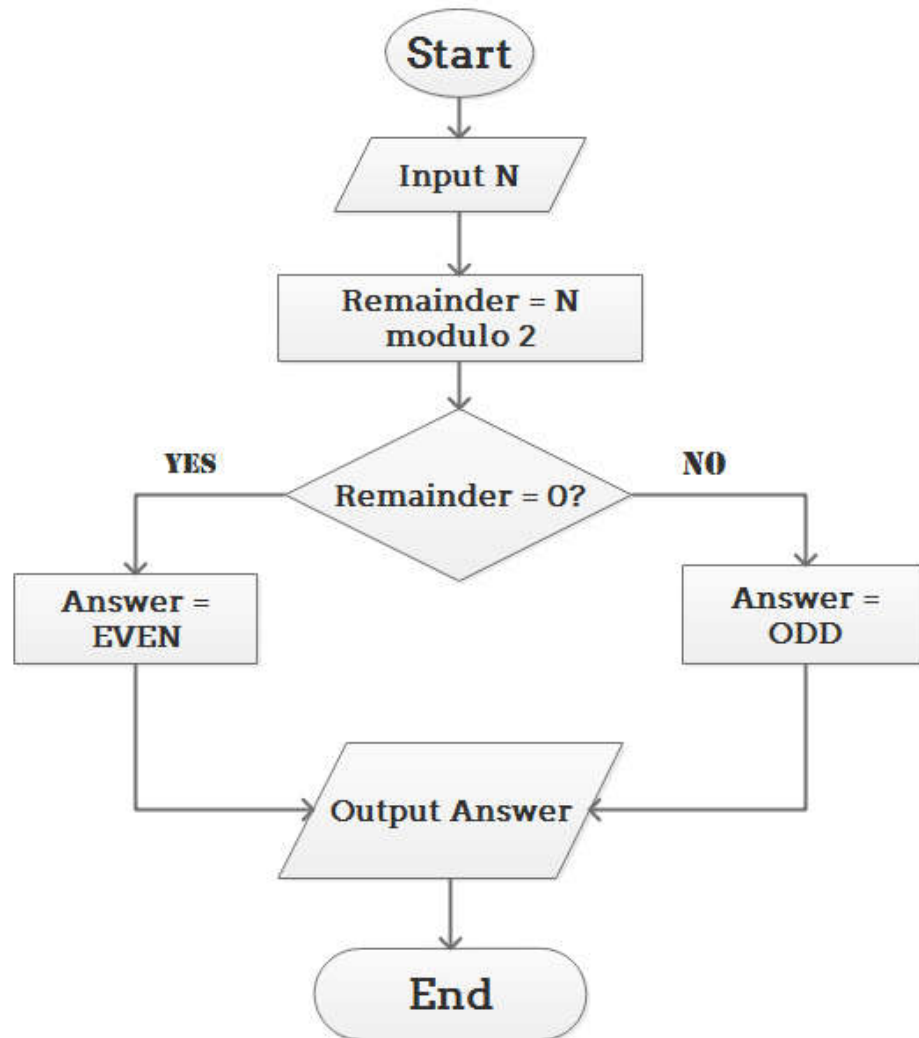 Start
Input N
Remainder = N
modulo 2
YES
NO
Remainder = 0?
Answer =
EVEN
Answer =
ODD
Output Answer
End